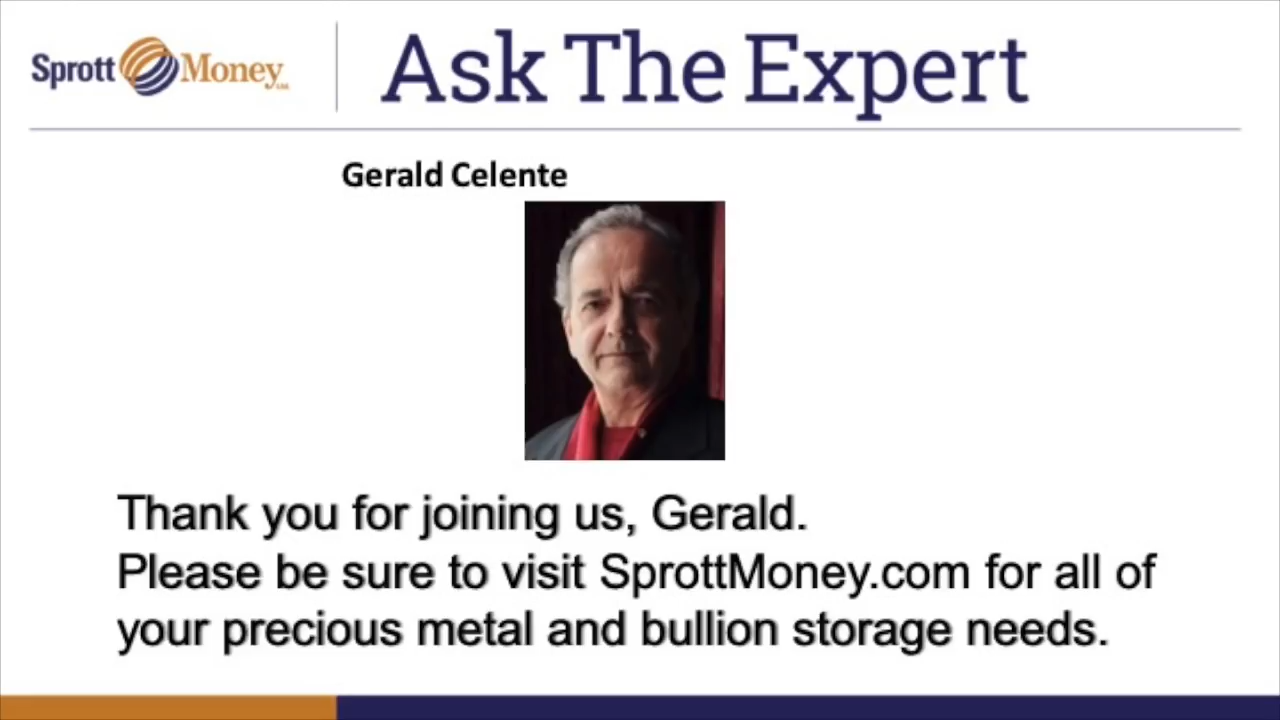 Sprott Money Ltd.
Ask The Expert
Gerald Celente
Thank you for joining us, Gerald.
Please be sure to visit SprottMoney.com for all of
your precious metal and bullion storage needs.